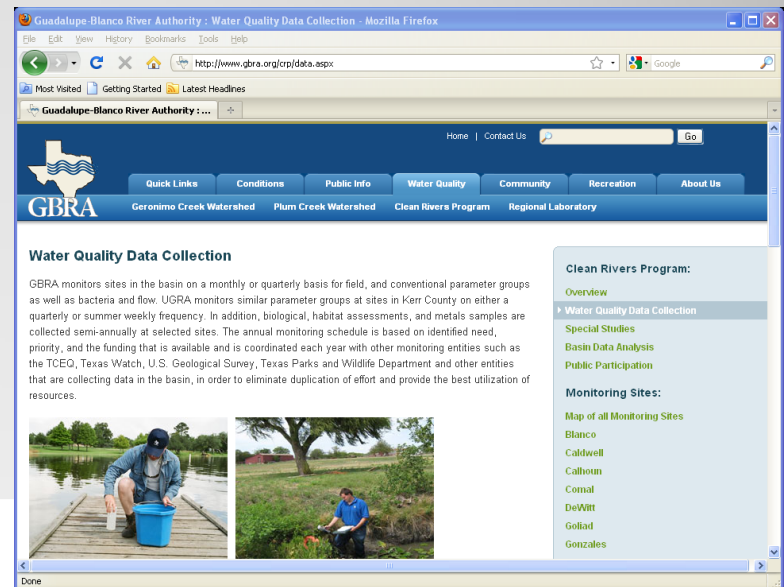 Guadalupe-Blanco River Authority : Water Quality Data Collection - Mozilla Firefox
File Edit View History Bookmarks Tools Help
http://www.gbra.org/crp/data.aspx
Google
Most Visited Getting Started Latest Headlines
Guadalupe-Blanco River Authority : ...
Home | Contact Us
Go
Quick Links Conditions Public Info Water Quality Community Recreation About Us
GBRA
Geronimo Creek Watershed Plum Creek Watershed Clean Rivers Program Regional Laboratory
Water Quality Data Collection
GBRA monitors sites in the basin on a monthly or quarterly basis for field, and conventional parameter groups
as well as bacteria and flow. UGRA monitors similar parameter groups at sites in Kerr County on either a
quarterly or summer weekly frequency. In addition, biological, habitat assessments, and metals samples are
collected semi-annually at selected sites. The annual monitoring schedule is based on identified need,
priority, and the funding that is available and is coordinated each year with other monitoring entities such as
the TCEQ, Texas Watch, U.S. Geological Survey, Texas Parks and Wildlife Department and other entities
that are collecting data in the basin, in order to eliminate duplication of effort and provide the best utilization of
resources.
Clean Rivers Program:
Overview
Water Quality Data Collection
Special Studies
Basin Data Analysis
Public Participation
Monitoring Sites:
Map of all Monitoring Sites
Blanco
Caldwell
Calhoun
Comal
DeWitt
Goliad
Gonzales
Done